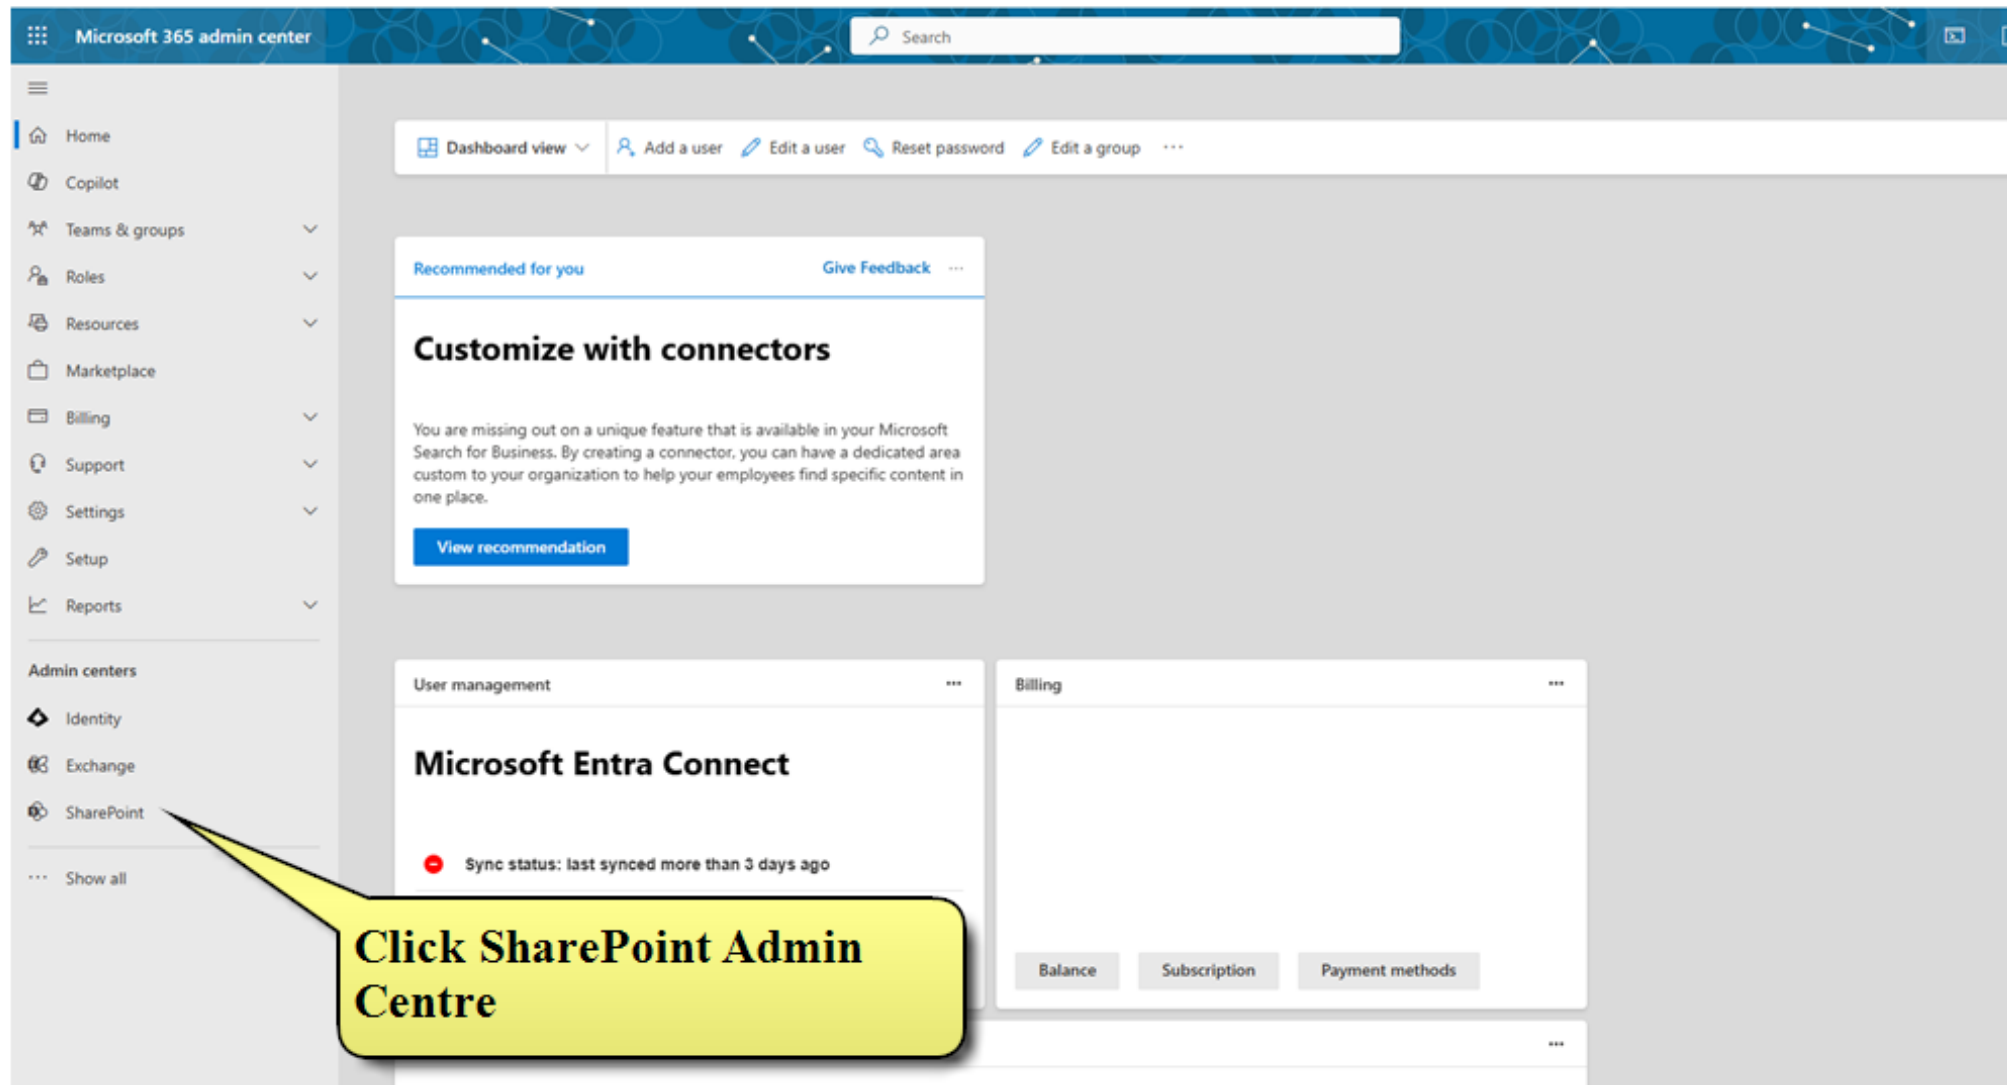 Microsoft 365 admin center
Search
Home
Copilot
Teams & groups
Roles
Resources
Marketplace
Billing
Support
Settings
Setup
Reports
Admin centers
Identity
Exchange
SharePoint
Show all
Dashboard view
Add a user
Edit a user
Reset password
Edit a group
Recommended for you
Give Feedback
Customize with connectors
You are missing out on a unique feature that is available in your Microsoft
Search for Business. By creating a connector, you can have a dedicated area
custom to your organization to help your employees find specific content in
one place.
View recommendation
User management
Microsoft Entra Connect
Sync status: last synced more than 3 days ago
Billing
Balance
Subscription
Payment methods
Click SharePoint Admin
Centre